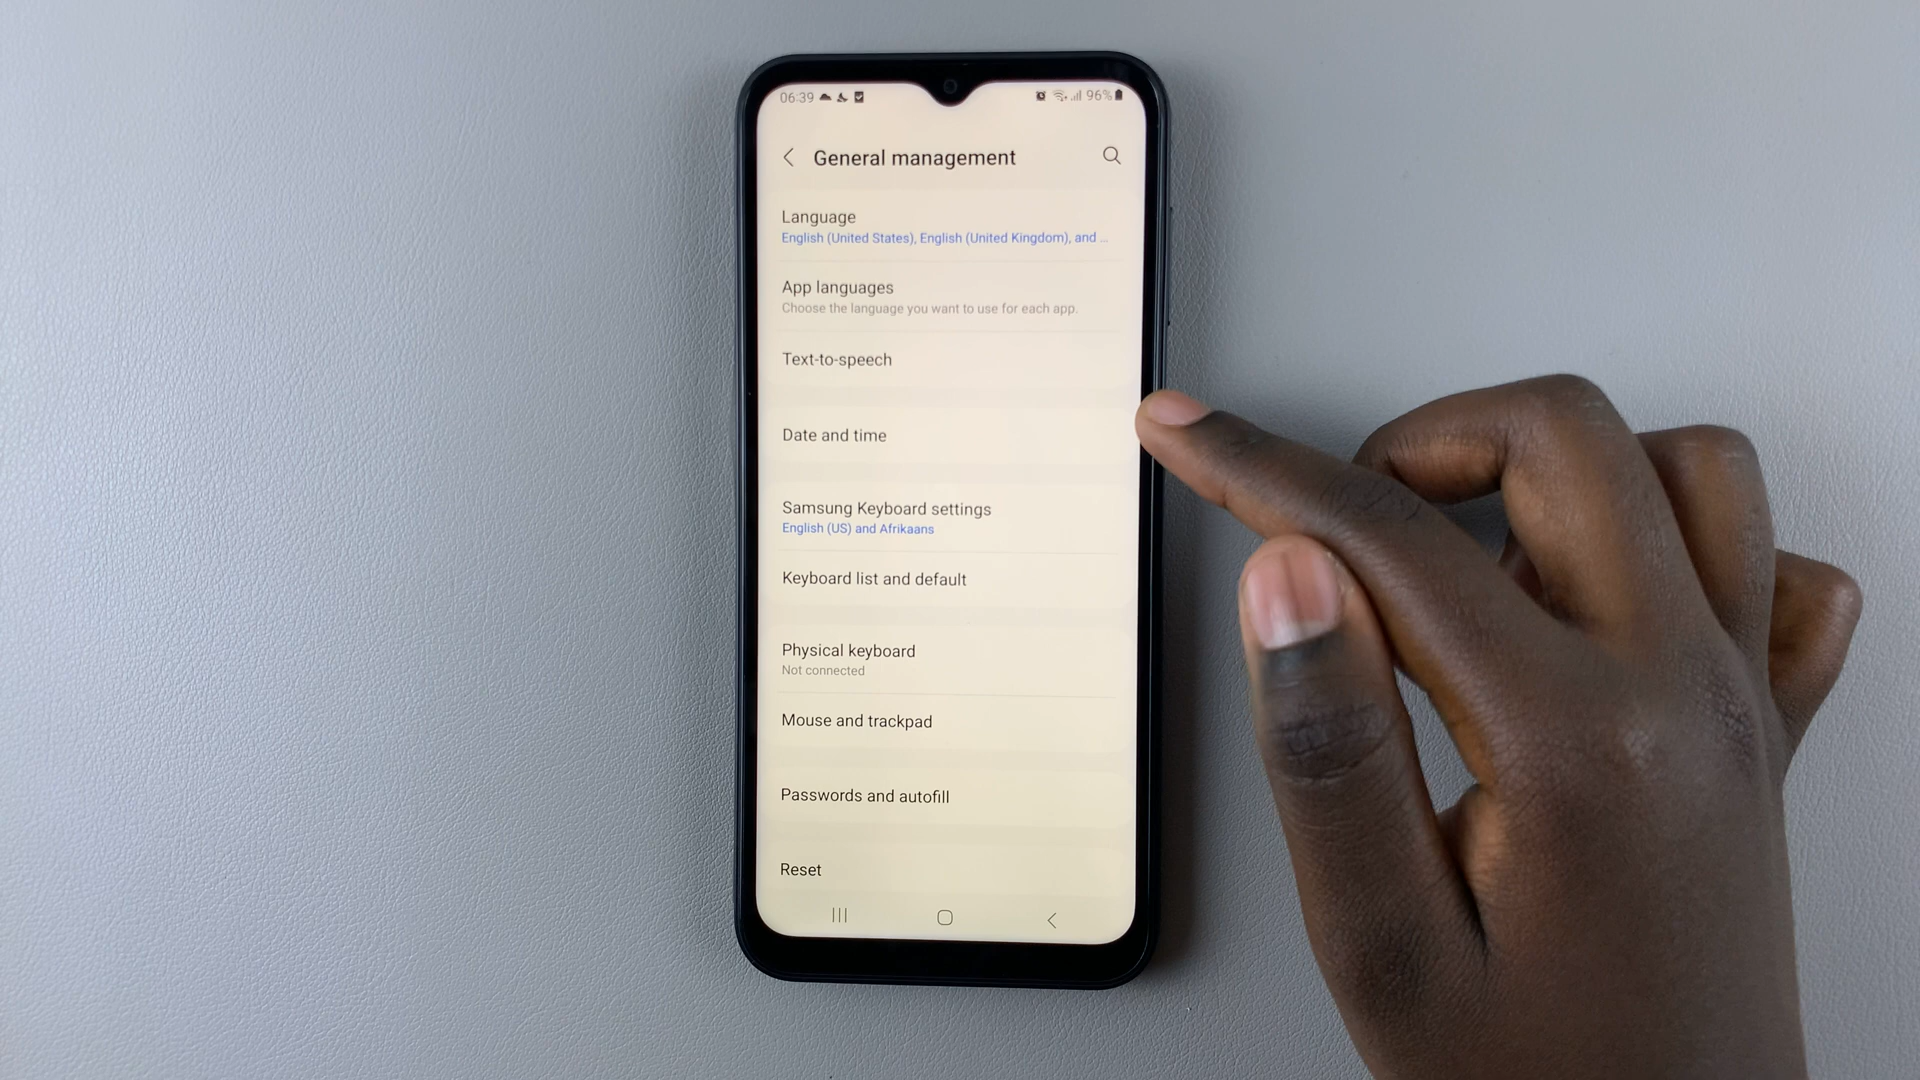 06:39 96%
General management
Language
English (United States), English (United Kingdom), and ...
App languages
Choose the language you want to use for each app.
Text-to-speech
Date and time
Samsung Keyboard settings
English (US) and Afrikaans
Keyboard list and default
Physical keyboard
Not connected
Mouse and trackpad
Passwords and autofill
Reset